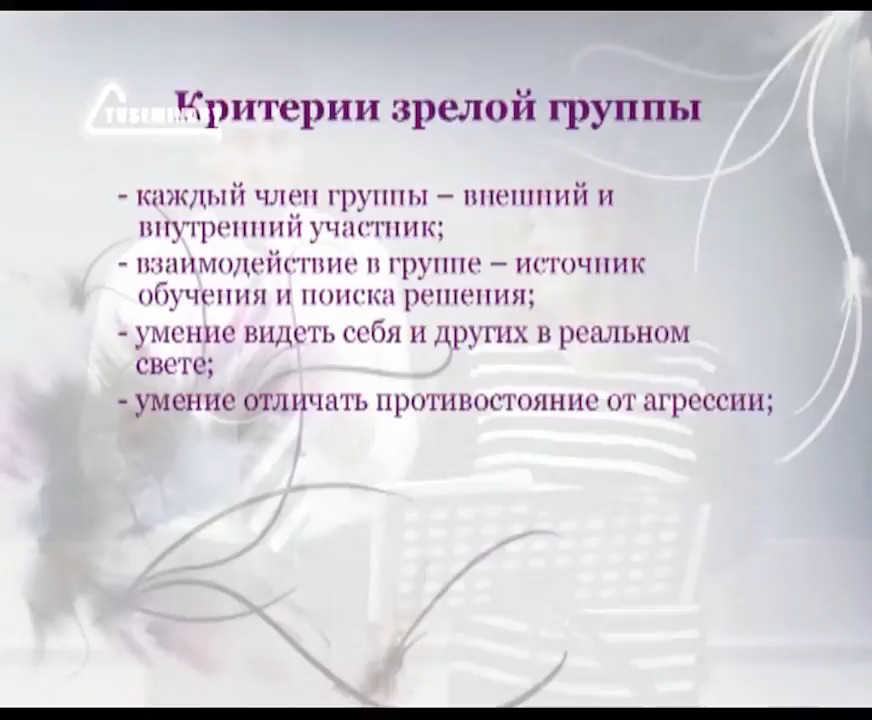 Критерии зрелой группы
- каждый член группы – внешний и
внутренний участник;
- взаимодействие в группе – источник
обучения и поиска решения;
- умение видеть себя и других в реальном
свете;
- умение отличать противостояние от агрессии;